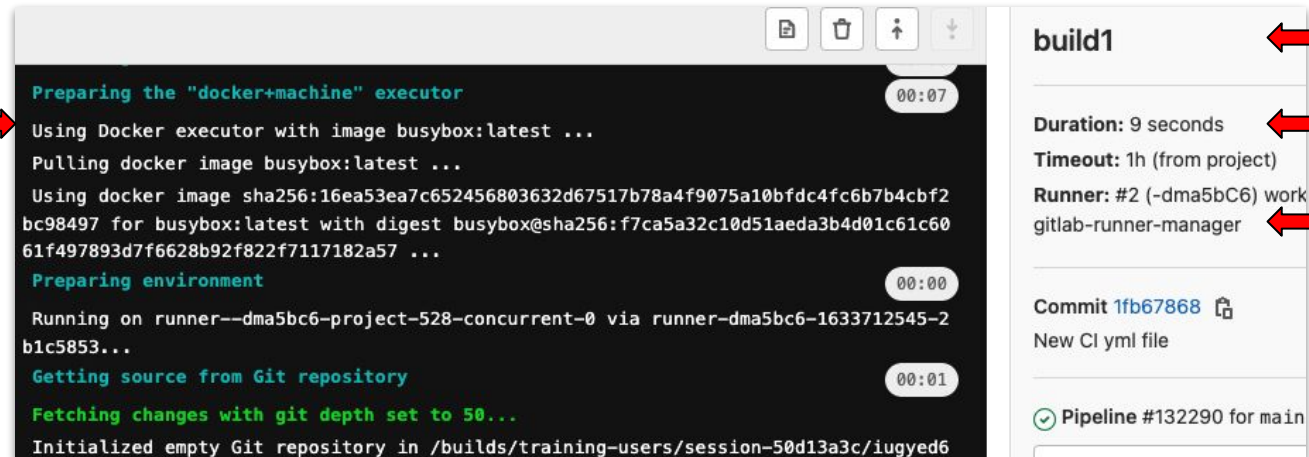 Preparing the "docker+machine" executor
00:07
Using Docker executor with image busybox:latest ...
Pulling docker image busybox:latest ...
Using docker image sha256:16ea53ea7c652456803632d67517b78a4f9075a10bfdc4fc6b7b4cbf2
bc98497 for busybox:latest with digest busybox@sha256:f7ca5a32c10d51aeda3b4d01c61c60
61f497893d7f6628b92f822f7117182a57 ...
Preparing environment
00:00
Running on runner--dma5bc6-project-528-concurrent-0 via runner-dma5bc6-1633712545-2
b1c5853...
Getting source from Git repository
00:01
Fetching changes with git depth set to 50...
Initialized empty Git repository in /builds/training-users/session-50d13a3c/iugyed6
build1
Duration: 9 seconds
Timeout: 1h (from project)
Runner: #2 (-dma5bC6) work
gitlab-runner-manager
Commit 1fb67868
New CI yml file
Pipeline #132290 for main